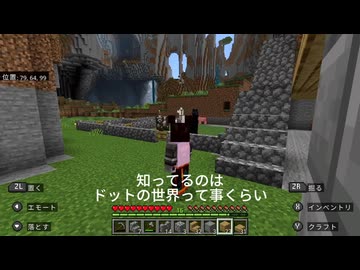 位置: 79, 64, 99
知ってるのは
ドットの世界って事くらい
2L 置く
エモート
落とす
2R 掘る
H インベントリ
Y クラフト